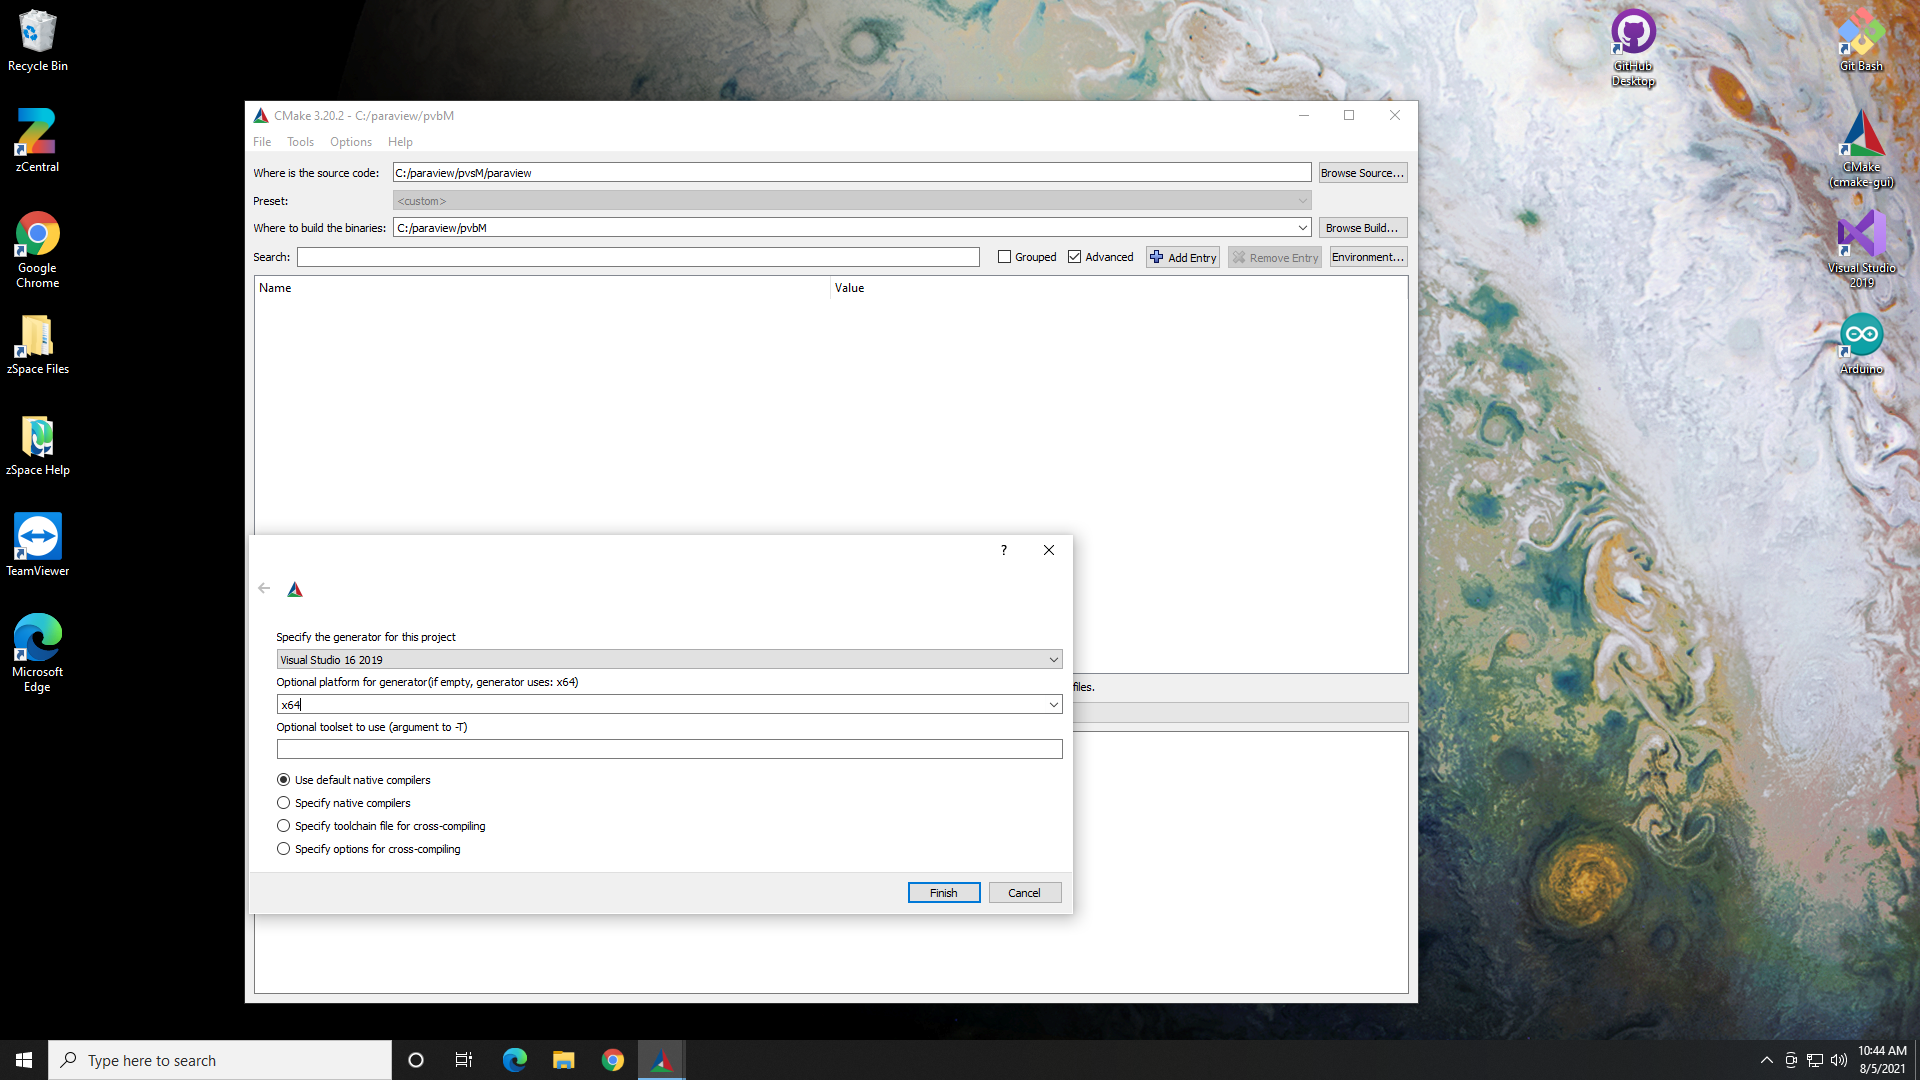 Recycle Bin
zCentral
Google
Chrome
zSpace Files
zSpace Help
TeamViewer
Microsoft
Edge
GitHub
Desktop
Git Bash
CMake
(cmake-gui)
Visual Studio
2019
Arduino
CMake 3.20.2 - C:/paraview/pvbM
File Tools Options Help
Where is the source code: C:/paraview/pvsM/paraview Browse Source...
Preset: <custom>
Where to build the binaries: C:/paraview/pvbM Browse Build...
Search: Grouped Advanced Add Entry Remove Entry Environment...
Name Value
files.
?
Specify the generator for this project
Visual Studio 16 2019
Optional platform for generator(if empty, generator uses: x64)
x64
Optional toolset to use (argument to -T)
Use default native compilers
Specify native compilers
Specify toolchain file for cross-compiling
Specify options for cross-compiling
Finish Cancel
Type here to search
10:44 AM
8/5/2021